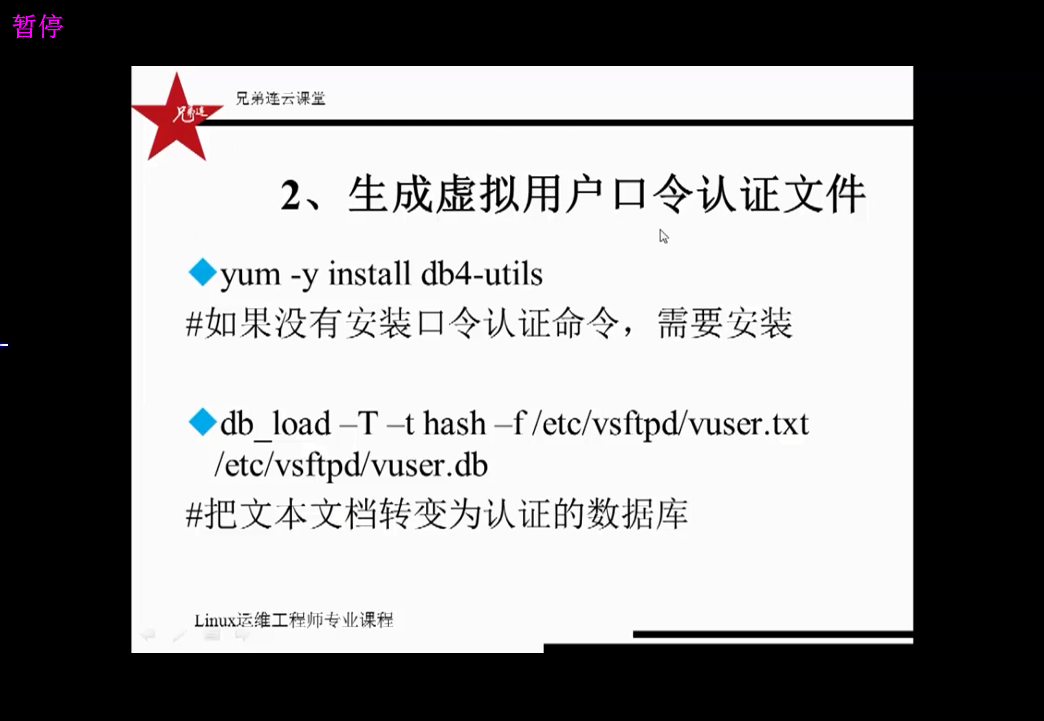 暂停
兄弟连
兄弟连云课堂
2、生成虚拟用户口令认证文件
yum -y install db4-utils
#如果没有安装口令认证命令，需要安装
db_load –T –t hash –f /etc/vsftpd/vuser.txt
/etc/vsftpd/vuser.db
#把文本文档转变为认证的数据库
Linux运维工程师专业课程